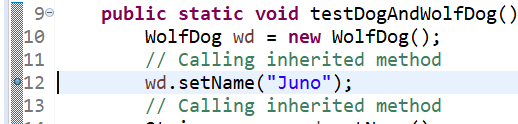 9 public static void testDogAndWolfDog()
10 WolfDog wd = new WolfDog();
11 // Calling inherited method
12 wd.setName("Juno");
13 // Calling inherited method